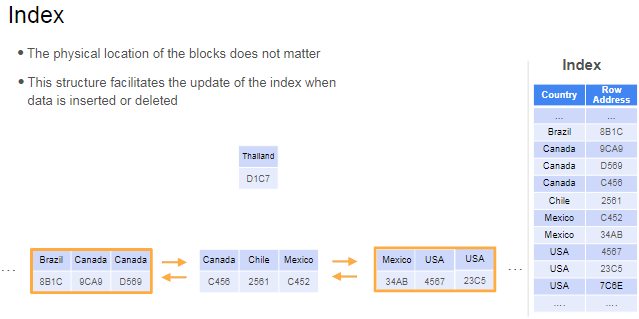 Index
• The physical location of the blocks does not matter
• This structure facilitates the update of the index when
data is inserted or deleted
Thailand
D1C7
... Brazil Canada Canada Canada Chile Mexico Mexico USA USA ...
8B1C 9CA9 D569 C456 2561 C452 34AB 4567 23C5
Index
Country Row Address
... ...
Brazil 8B1C
Canada 9CA9
Canada D569
Canada C456
Chile 2561
Mexico C452
Mexico 34AB
USA 4567
USA 23C5
USA 7C6E
.... ....